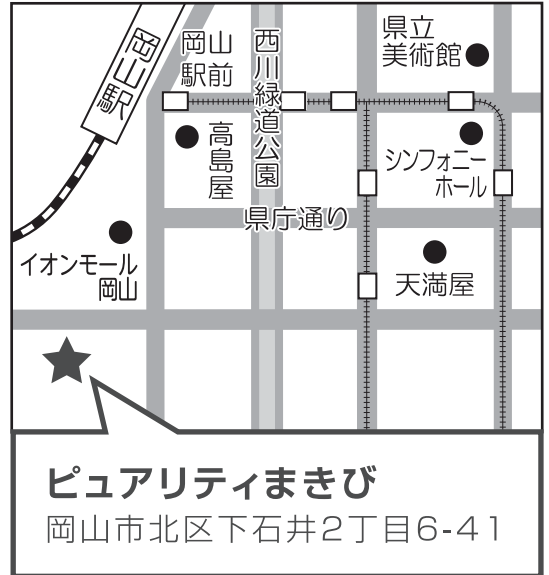 岡山駅
岡山
駅前
西川緑道公園
県立
美術館
高島屋
シンフォニー
ホール
県庁通り
イオンモール
岡山
天満屋
ピュアリティまきび
岡山市北区下石井2丁目6-41